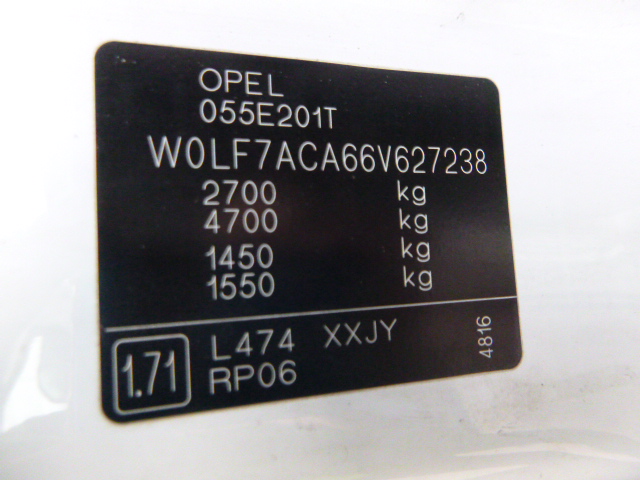 OPEL
055E201T
W0LF7ACA66V627238
2700 kg
4700 kg
1450 kg
1550 kg
1.71 L474 XXJY 4816
RP06